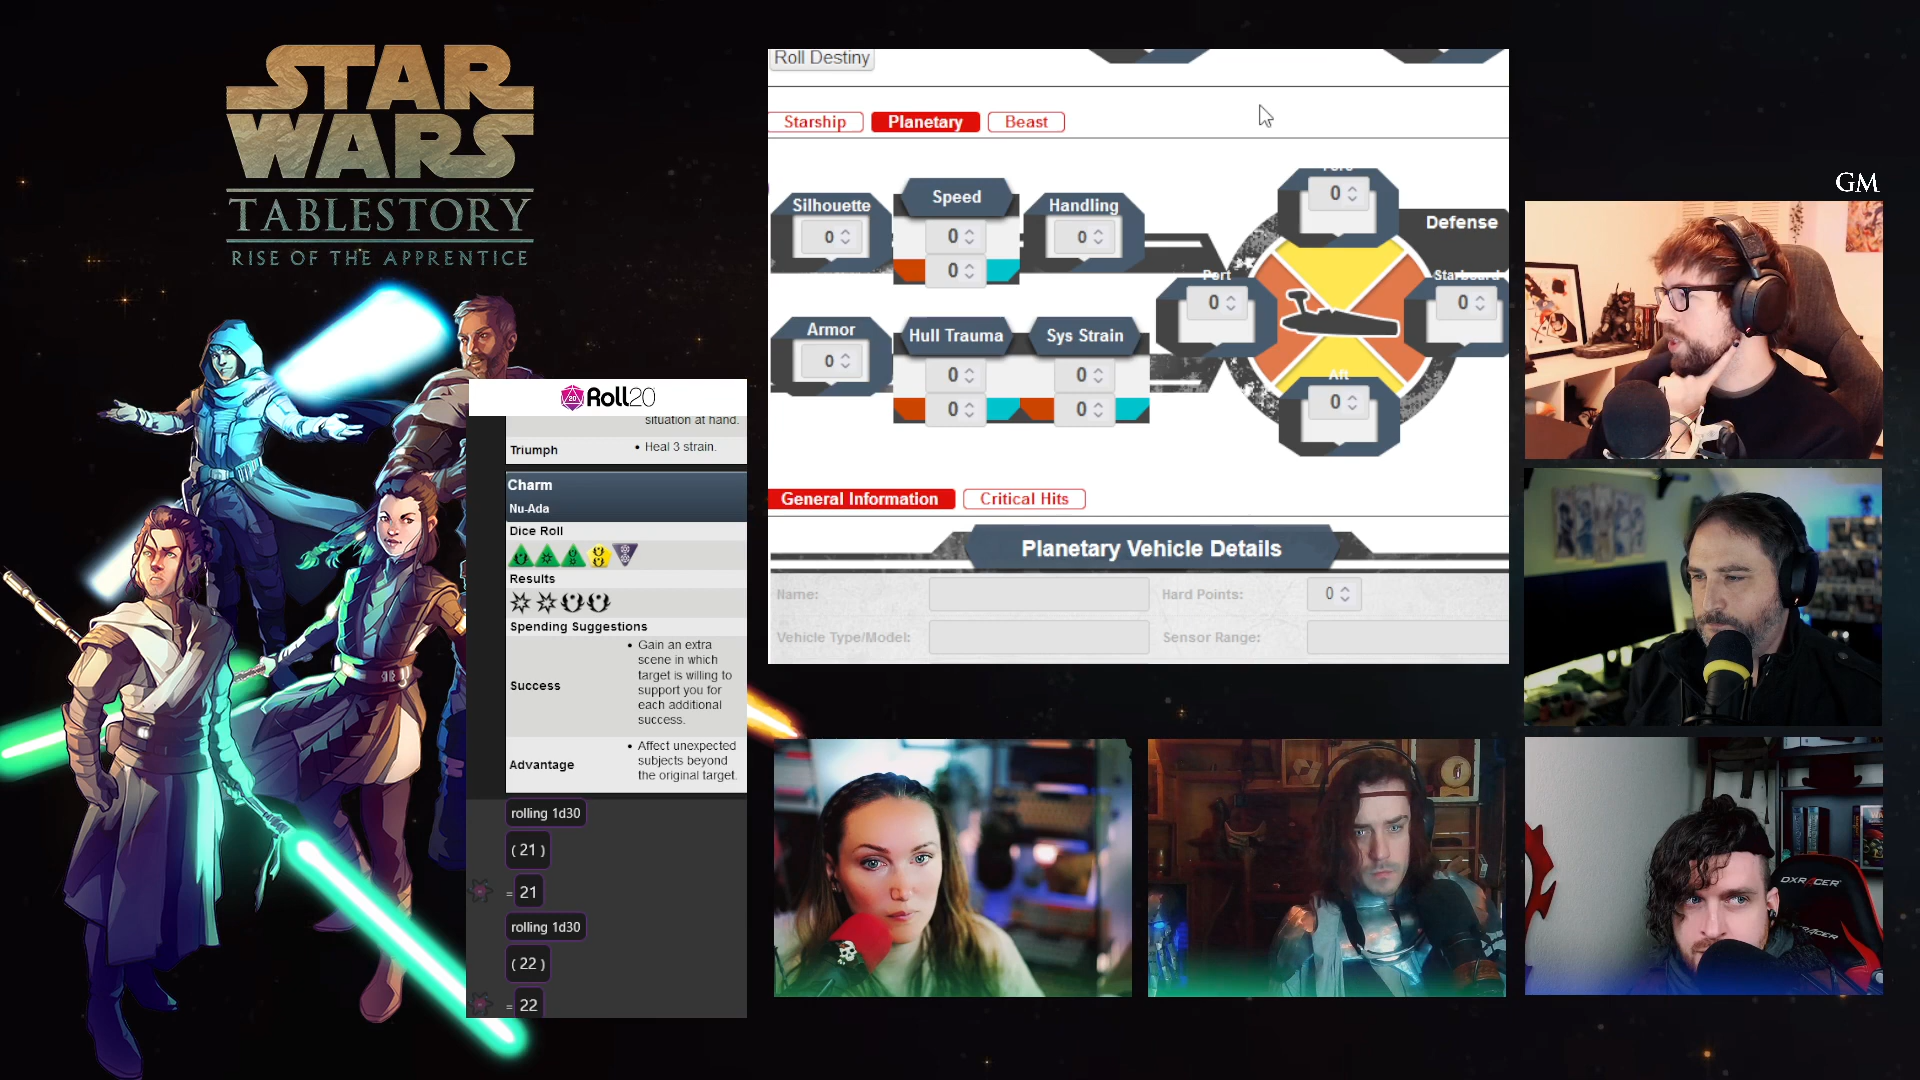 STAR
WARS
TABLESTORY
RISE OF THE APPRENTICE
Roll20
situation at hand.
Triumph
• Heal 3 strain.
Charm
Nu-Ada
Dice Roll
Results
Spending Suggestions
Success
• Gain an extra
scene in which
target is willing to
support you for
each additional
success.
Advantage
• Affect unexpected
subjects beyond
the original target.
rolling 1d30
( 21 )
= 21
rolling 1d30
( 22 )
= 22
Roll Destiny
Starship Planetary Beast
Silhouette
0
Speed
0
0
Handling
0
Armor
0
Hull Trauma
0
0
Sys Strain
0
0
Defense
0
Port
0
Starboard
0
Aft
0
General Information Critical Hits
Planetary Vehicle Details
Name: Hard Points: 0
Vehicle Type/Model: Sensor Range:
GM
DXRACER